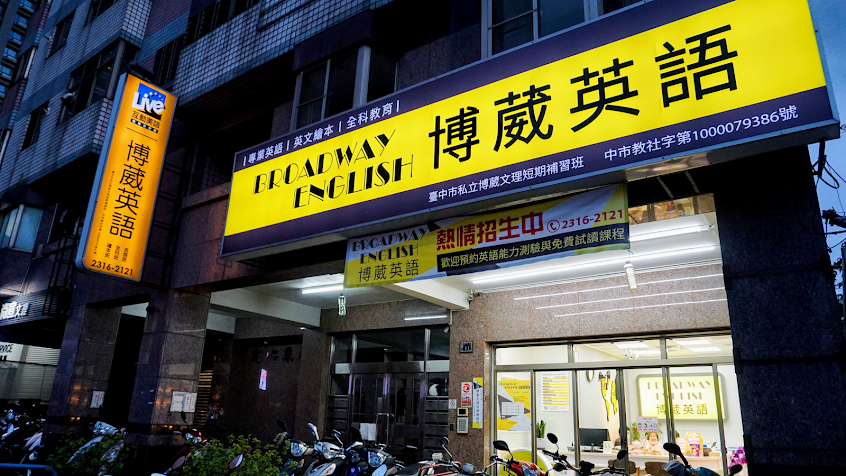 Live
互動美語
博葳英語
2316-2121
|專業英語|英文繪本|全科教育|
BROADWAY
ENGLISH
博葳英語
臺中市私立博葳文理短期補習班 中市教社字第1000079386號
BROADWAY
ENGLISH
博葳英語
熱情招生中
2316-2121
歡迎預約英語能力測驗與免費試讀課程
BROADWAY
ENGLISH
博葳英語